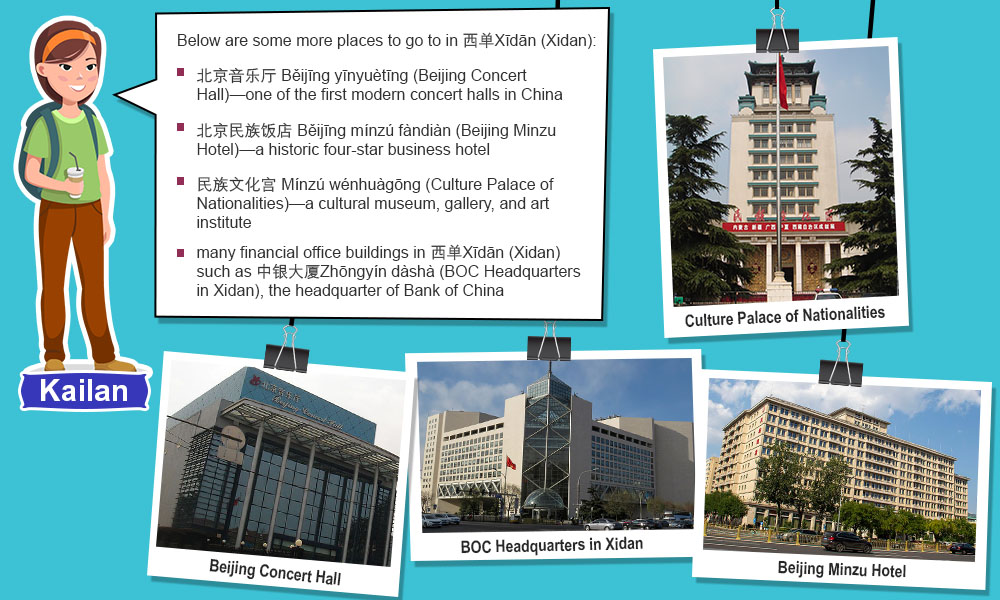 Below are some more places to go to in 西单Xīdān (Xidan):
北京音乐厅 Běijīng yīnyuètīng (Beijing Concert
Hall)—one of the first modern concert halls in China
北京民族饭店 Běijīng mínzú fàndiàn (Beijing Minzu
Hotel)—a historic four-star business hotel
民族文化宫 Mínzú wénhuàgōng (Culture Palace of
Nationalities)—a cultural museum, gallery, and art
institute
many financial office buildings in 西单Xīdān (Xidan)
such as 中银大厦Zhōngyín dàshà (BOC Headquarters
in Xidan), the headquarter of Bank of China
Kailan
Culture Palace of Nationalities
Beijing Concert Hall
Beijing Concert Hall
BOC Headquarters in Xidan
Beijing Minzu Hotel